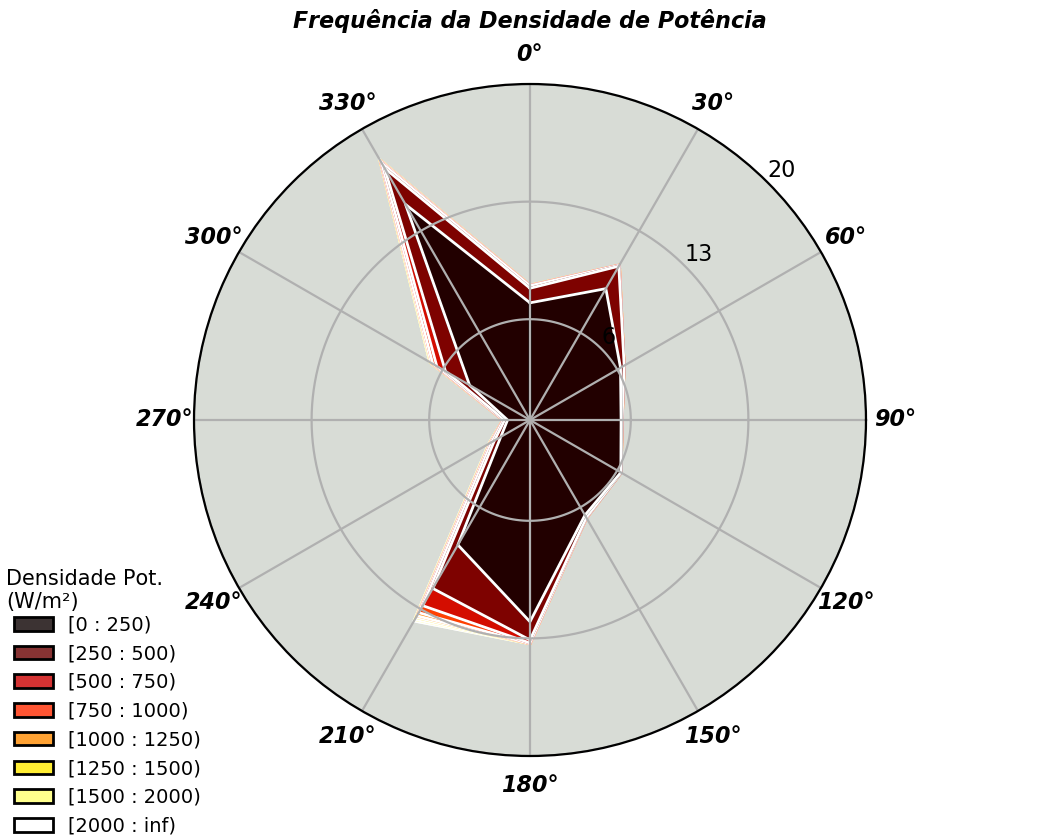 Frequência da Densidade de Potência
0°
330°
30°
20
300°
60°
13
6
270°
90°
240°
120°
210°
150°
180°
Densidade Pot.
(W/m²)
[0 : 250)
[250 : 500)
[500 : 750)
[750 : 1000)
[1000 : 1250)
[1250 : 1500)
[1500 : 2000)
[2000 : inf)